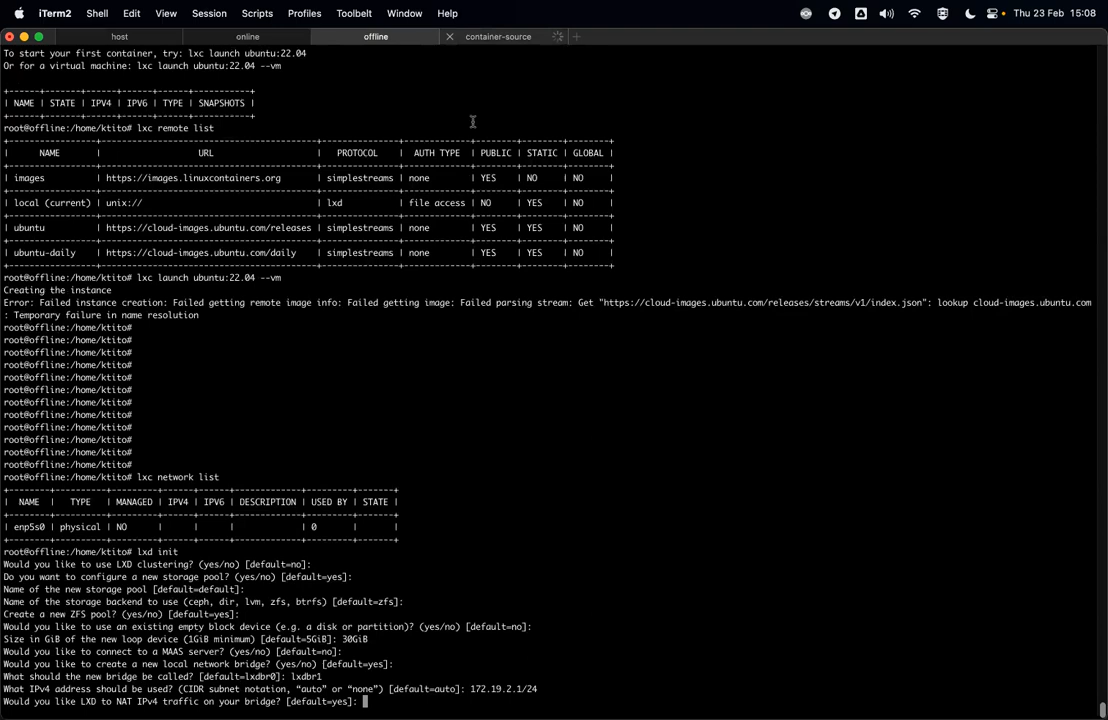 iTerm2 Shell Edit View Session Scripts Profiles Toolbelt Window Help Thu 23 Feb 15:08
host online offline container-source
To start your first container, try: lxc launch ubuntu:22.04
Or for a virtual machine: lxc launch ubuntu:22.04 --vm
+------+-------+------+------+------+-----------+
| NAME | STATE | IPV4 | IPV6 | TYPE | SNAPSHOTS |
+------+-------+------+------+------+-----------+
root@offline:/home/ktito# lxc remote list
| NAME | URL | PROTOCOL | AUTH TYPE | PUBLIC | STATIC | GLOBAL |
| images | https://images.linuxcontainers.org | simplestreams | none | YES | NO | NO |
| local (current) | unix:// | lxd | file access | NO | YES | NO |
| ubuntu | https://cloud-images.ubuntu.com/releases | simplestreams | none | YES | YES | NO |
| ubuntu-daily | https://cloud-images.ubuntu.com/daily | simplestreams | none | YES | YES | NO |
root@offline:/home/ktito# lxc launch ubuntu:22.04 --vm
Creating the instance
Error: Failed instance creation: Failed getting remote image info: Failed getting image: Failed parsing stream: Get "https://cloud-images.ubuntu.com/releases/streams/v1/index.json": lookup cloud-images.ubuntu.com
: Temporary failure in name resolution
root@offline:/home/ktito#
root@offline:/home/ktito#
root@offline:/home/ktito#
root@offline:/home/ktito#
root@offline:/home/ktito#
root@offline:/home/ktito#
root@offline:/home/ktito#
root@offline:/home/ktito#
root@offline:/home/ktito#
root@offline:/home/ktito#
root@offline:/home/ktito#
root@offline:/home/ktito#
root@offline:/home/ktito# lxc network list
| NAME | TYPE | MANAGED | IPV4 | IPV6 | DESCRIPTION | USED BY | STATE |
| enp5s0 | physical | NO | | | | 0 | |
root@offline:/home/ktito# lxd init
Would you like to use LXD clustering? (yes/no) [default=no]:
Do you want to configure a new storage pool? (yes/no) [default=yes]:
Name of the new storage pool [default=default]:
Name of the storage backend to use (ceph, dir, lvm, zfs, btrfs) [default=zfs]:
Create a new ZFS pool? (yes/no) [default=yes]:
Would you like to use an existing empty block device (e.g. a disk or partition)? (yes/no) [default=no]:
Size in GiB of the new loop device (1GiB minimum) [default=5GiB]: 30GiB
Would you like to connect to a MAAS server? (yes/no) [default=no]:
Would you like to create a new local network bridge? (yes/no) [default=yes]:
What should the new bridge be called? [default=lxdbr0]: lxdbr1
What IPv4 address should be used? (CIDR subnet notation, “auto” or “none”) [default=auto]: 172.19.2.1/24
Would you like LXD to NAT IPv4 traffic on your bridge? [default=yes]: